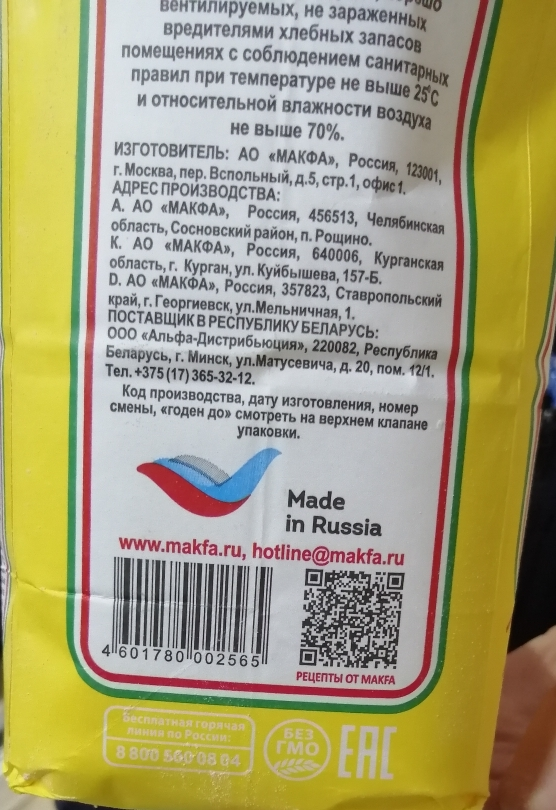 вентилируемых, не зараженных
вредителями хлебных запасов
помещениях с соблюдением санитарных
правил при температуре не выше 25°С
и относительной влажности воздуха
не выше 70%.
ИЗГОТОВИТЕЛЬ: АО «МАКФА», Россия, 123001,
г. Москва, пер. Вспольный, д.5, стр.1, офис 1.
АДРЕС ПРОИЗВОДСТВА:
А. АО «МАКФА», Россия, 456513, Челябинская
область, Сосновский район, п. Рощино.
К. АО «МАКФА», Россия, 640006, Курганская
область, г. Курган, ул. Куйбышева, 157-Б.
D. АО «МАКФА», Россия, 357823, Ставропольский
край, г. Георгиевск, ул.Мельничная, 1.
ПОСТАВЩИК В РЕСПУБЛИКУ БЕЛАРУСЬ:
ООО «Альфа-Дистрибьюция», 220082, Республика
Беларусь, г. Минск, ул.Матусевича, д. 20, пом. 12/1.
Тел. +375 (17) 365-32-12.
Код производства, дату изготовления, номер
смены, «годен до» смотреть на верхнем клапане
упаковки.
Made
in Russia
www.makfa.ru, hotline@makfa.ru
4 601780 002565
РЕЦЕПТЫ ОТ MAKFA
Бесплатная горячая
линия по России:
8 800 550 08 04
БЕЗ
ГМО
EAC